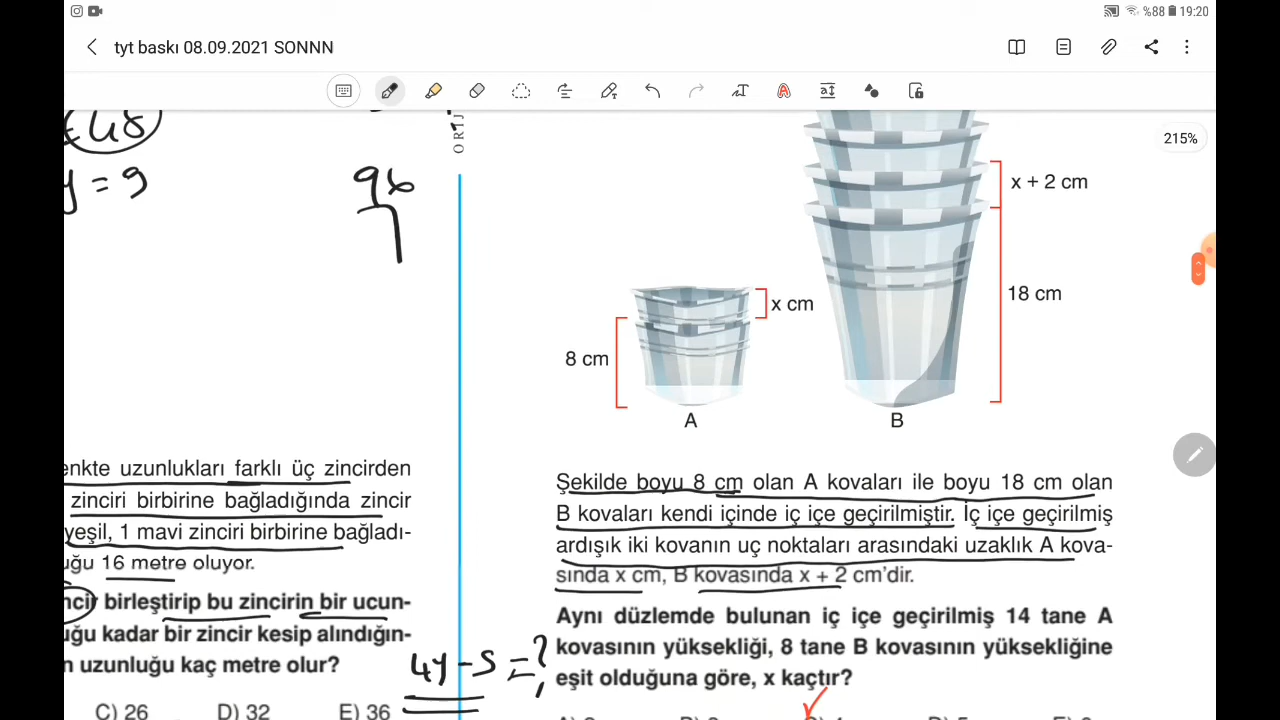 %88 19:20
tyt baskı 08.09.2021 SONNN
215%
48
y = 9
96
ORİJ
x + 2 cm
18 cm
x cm
8 cm
A
B
enkte uzunlukları farklı üç zincirden
zinciri birbirine bağladığında zincir
yeşil, 1 mavi zinciri birbirine bağladı-
uğu 16 metre oluyor.
ncir birleştirip bu zincirin bir ucun-
uğu kadar bir zincir kesip alındığın-
n uzunluğu kaç metre olur?
4y - 5 = ?
C) 26 D) 32 E) 36
Şekilde boyu 8 cm olan A kovaları ile boyu 18 cm olan
B kovaları kendi içinde iç içe geçirilmiştir. İç içe geçirilmiş
ardışık iki kovanın uç noktaları arasındaki uzaklık A kova-
sında x cm, B kovasında x + 2 cm'dir.
Aynı düzlemde bulunan iç içe geçirilmiş 14 tane A
kovasının yüksekliği, 8 tane B kovasının yüksekliğine
eşit olduğuna göre, x kaçtır?